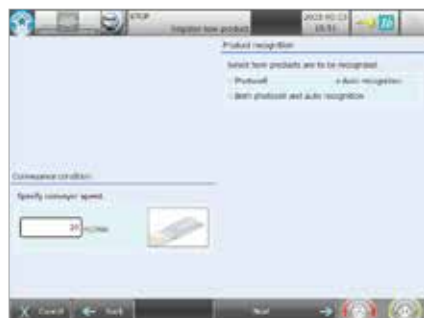 STOP
Register new product
Product recognition
Select how products are to be recognized
Photocell
Auto recognition
Both photocell and auto recognition
Conveyance condition
Specify conveyor speed.
m/min
Cancel
Back
Next